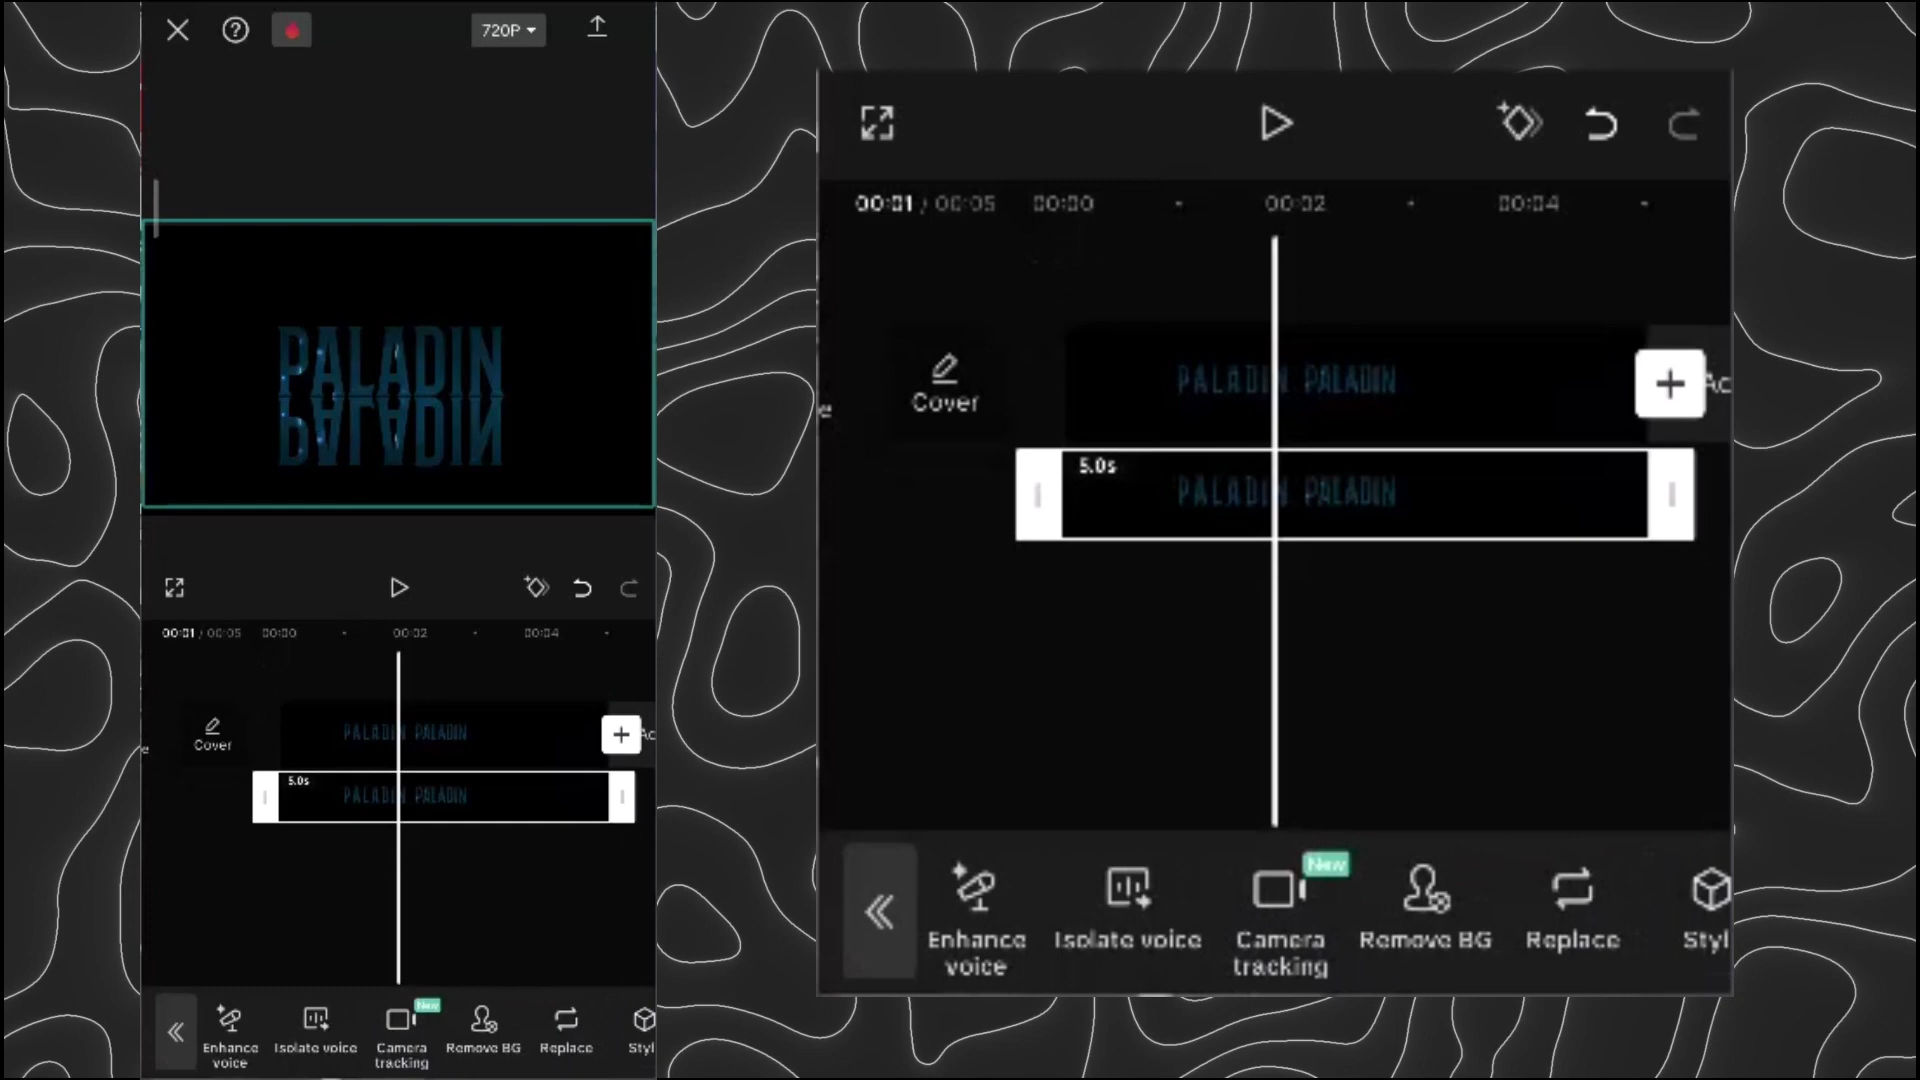 720P
PALADIN
PALADIN
00:01 / 00:05 00:00 00:02 00:04
Cover
PALADIN PALADIN
Ac
5.0s
PALADIN PALADIN
Enhance voice
Isolate voice
New
Camera tracking
Remove BG
Replace
Styl
00:01 / 00:05 00:00 00:02 00:04
e
Cover
PALADIN PALADIN
Ac
5.0s
PALADIN PALADIN
Enhance voice
Isolate voice
New
Camera tracking
Remove BG
Replace
Styl